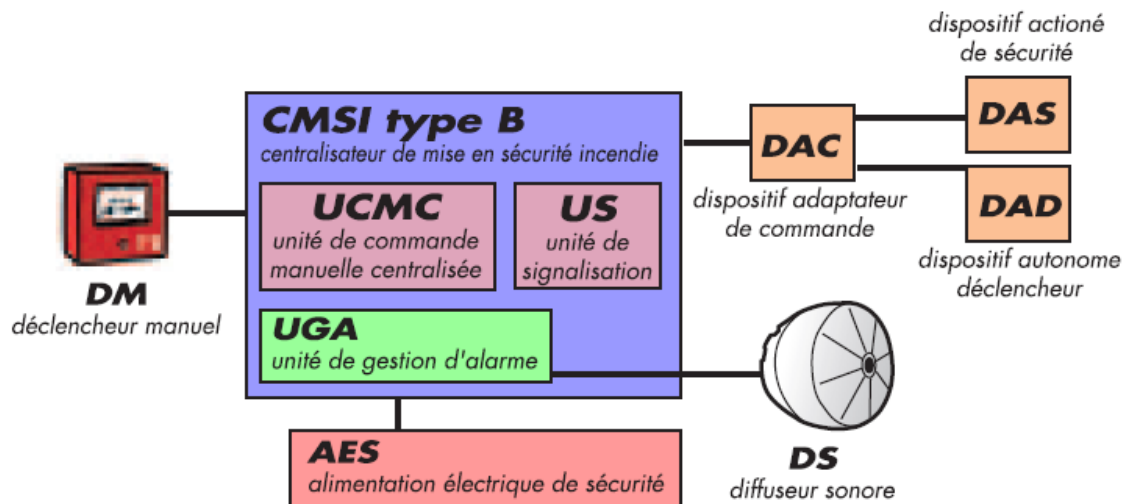 dispositif actioné
de sécurité
CMSI type B
centralisateur de mise en sécurité incendie
DAC
DAS
UCMC
unité de commande
manuelle centralisée
US
unité de
signalisation
dispositif adaptateur
de commande
DAD
dispositif autonome
déclencheur
DM
déclencheur manuel
UGA
unité de gestion d'alarme
AES
alimentation électrique de sécurité
DS
diffuseur sonore